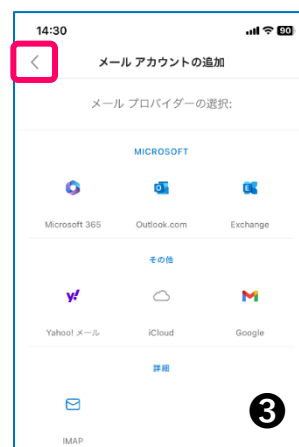 14:30 90
メール アカウントの追加
メール プロバイダーの選択:
MICROSOFT
Microsoft 365 Outlook.com Exchange
その他
Yahoo! メール iCloud Google
詳細
IMAP
❸